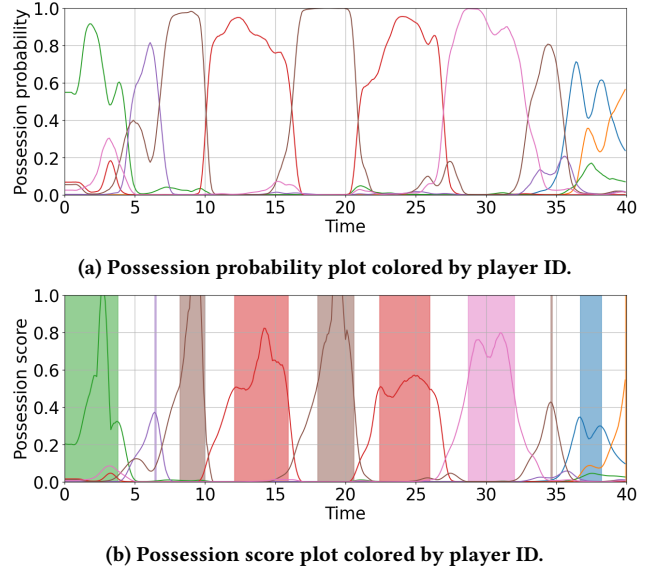 1.0
0.8
0.6
0.4
0.2
0.0
Possession probability
0 5 10 15 20 25 30 35 40
Time
(a) Possession probability plot colored by player ID.
1.0
0.8
0.6
0.4
0.2
0.0
Possession score
0 5 10 15 20 25 30 35 40
Time
(b) Possession score plot colored by player ID.